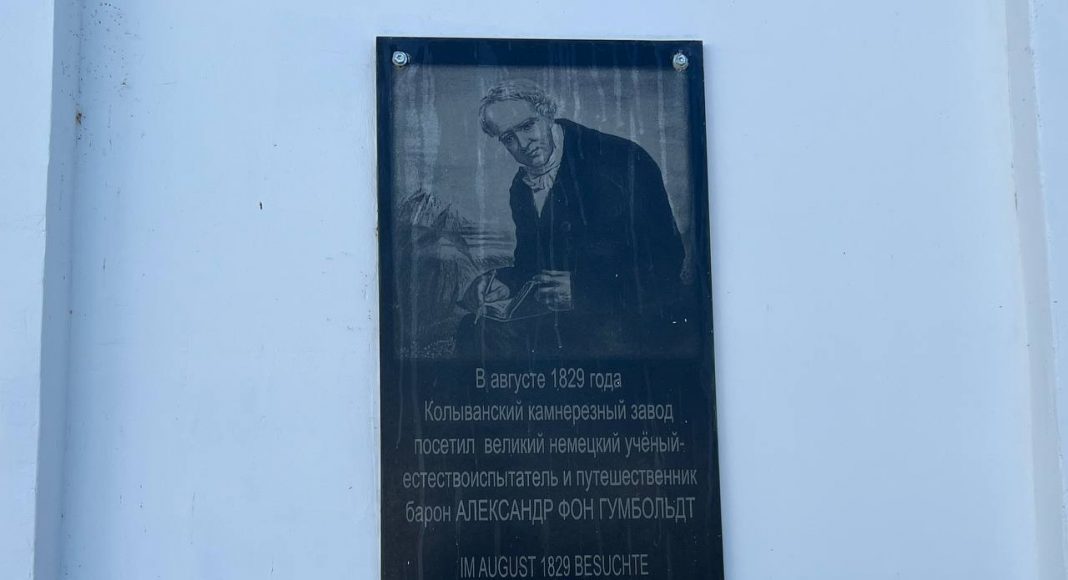 В августе 1829 года
Колыванский камнерезный завод
посетил великий немецкий учёный-
естествоиспытатель и путешественник
барон АЛЕКСАНДР ФОН ГУМБОЛЬДТ
IM AUGUST 1829 BESUCHTE